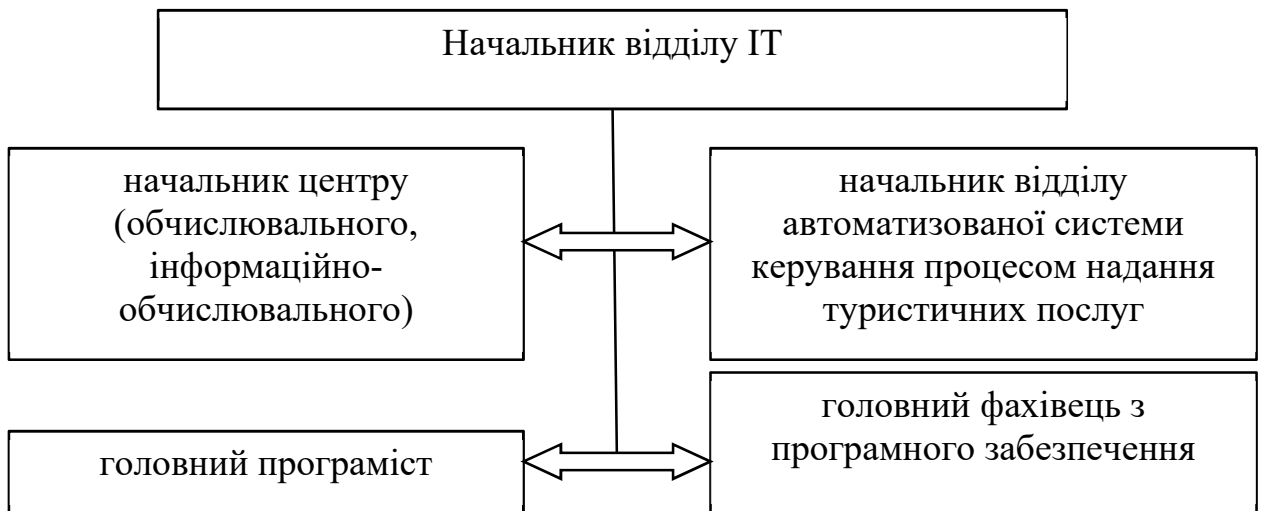 Начальник відділу ІТ
начальник центру
(обчислювального,
інформаційно-
обчислювального)
начальник відділу
автоматизованої системи
керування процесом надання
туристичних послуг
головний програміст
головний фахівець з
програмного забезпечення